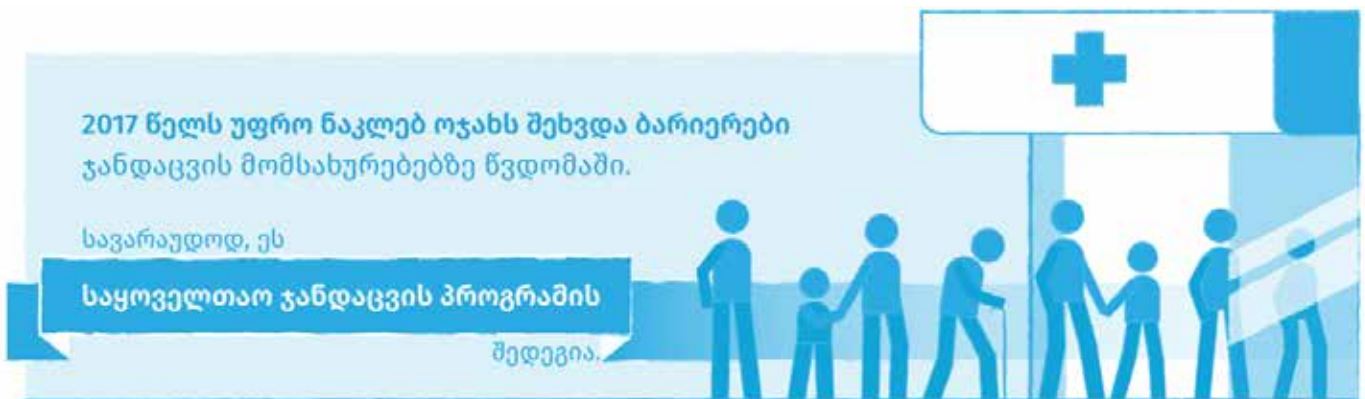 2017 წელს უფრო ნაკლებ ოჯახს შეხვდა ბარიერები
ჯანდაცვის მომსახურებებზე წვდომაში.
სავარაუდოდ, ეს
საყოველთაო ჯანდაცვის პროგრამის
შედეგია.